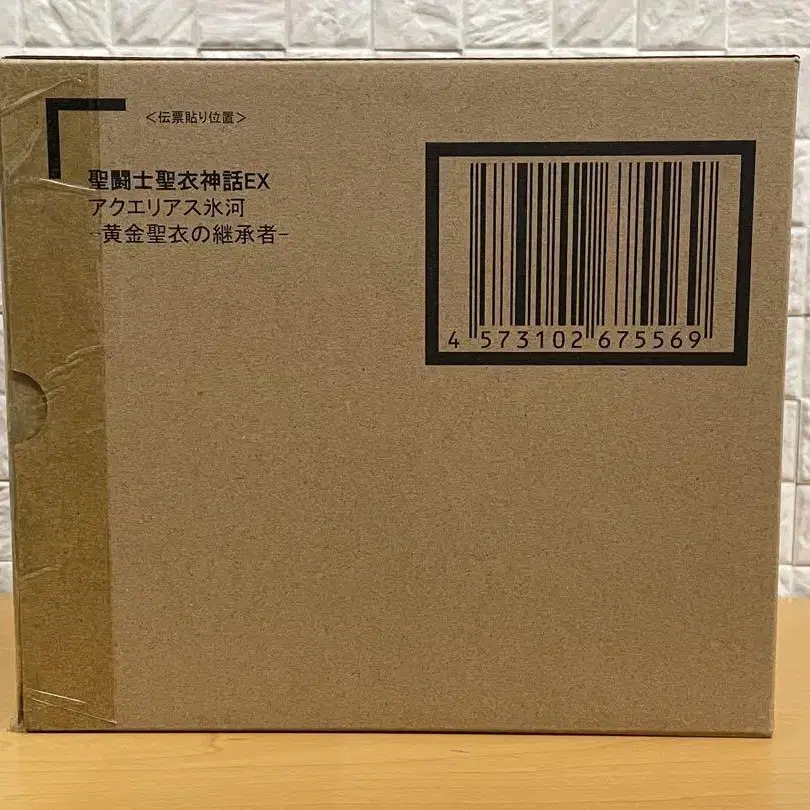 <伝票貼り位置>
聖闘士聖衣神話EX
アクエリアス氷河
-黄金聖衣の継承者-
4 573102 675569